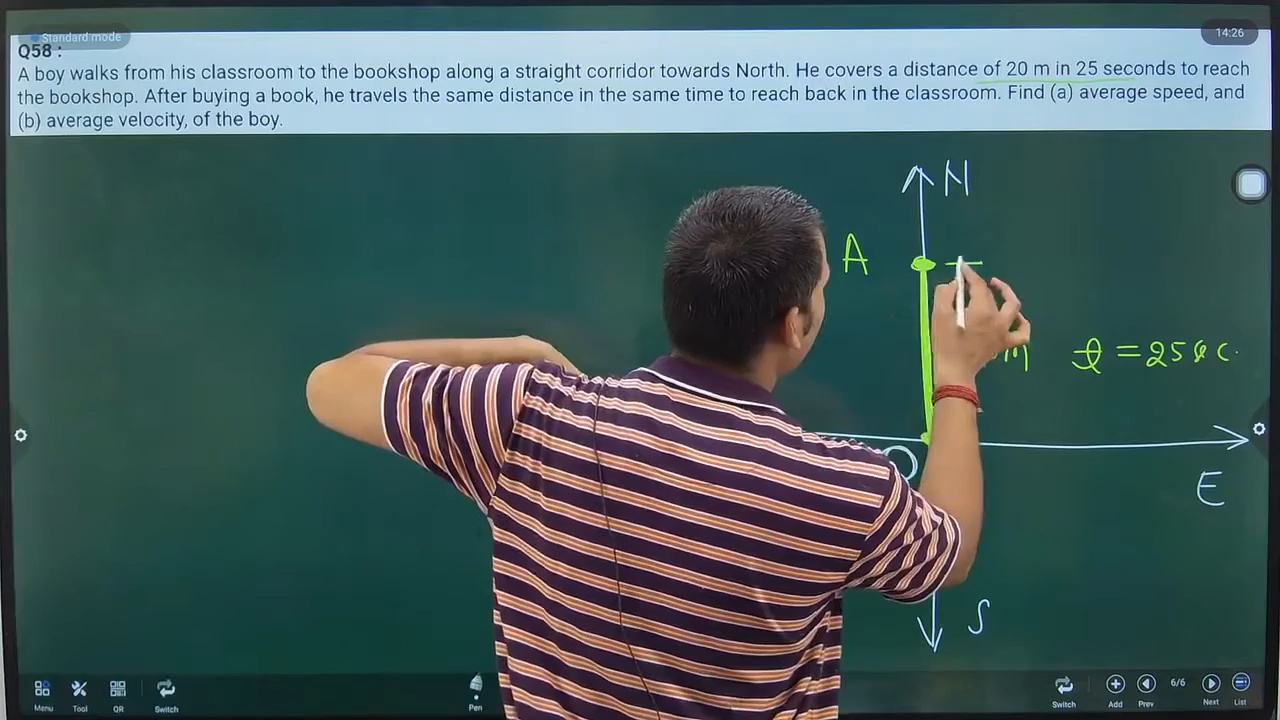 Standard mode
14:26
Q58 :
A boy walks from his classroom to the bookshop along a straight corridor towards North. He covers a distance of 20 m in 25 seconds to reach
the bookshop. After buying a book, he travels the same distance in the same time to reach back in the classroom. Find (a) average speed, and
(b) average velocity, of the boy.
N
A
m t = 25 sec.
O
E
S
Menu Tool QR Switch Pen Switch Add Prev 6/6 Next List